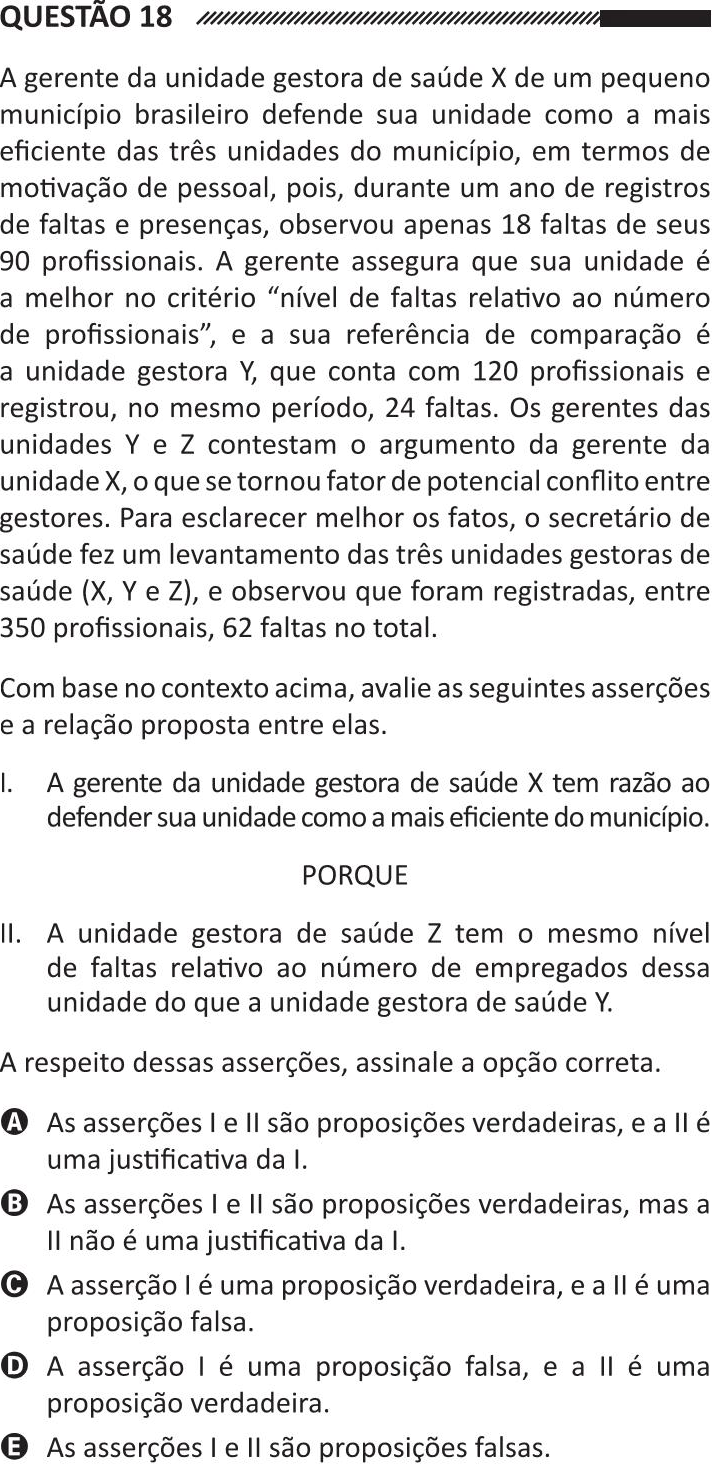 QUESTÃO 18
A gerente da unidade gestora de saúde X de um pequeno
município brasileiro defende sua unidade como a mais
eficiente das três unidades do município, em termos de
motivação de pessoal, pois, durante um ano de registros
de faltas e presenças, observou apenas 18 faltas de seus
90 profissionais. A gerente assegura que sua unidade é
a melhor no critério “nível de faltas relativo ao número
de profissionais”, e a sua referência de comparação é
a unidade gestora Y, que conta com 120 profissionais e
registrou, no mesmo período, 24 faltas. Os gerentes das
unidades Y e Z contestam o argumento da gerente da
unidade X, o que se tornou fator de potencial conflito entre
gestores. Para esclarecer melhor os fatos, o secretário de
saúde fez um levantamento das três unidades gestoras de
saúde (X, Y e Z), e observou que foram registradas, entre
350 profissionais, 62 faltas no total.
Com base no contexto acima, avalie as seguintes asserções
e a relação proposta entre elas.
I. A gerente da unidade gestora de saúde X tem razão ao
defender sua unidade como a mais eficiente do município.
PORQUE
II. A unidade gestora de saúde Z tem o mesmo nível
de faltas relativo ao número de empregados dessa
unidade do que a unidade gestora de saúde Y.
A respeito dessas asserções, assinale a opção correta.
A As asserções I e II são proposições verdadeiras, e a II é
uma justificativa da I.
B As asserções I e II são proposições verdadeiras, mas a
II não é uma justificativa da I.
C A asserção I é uma proposição verdadeira, e a II é uma
proposição falsa.
D A asserção I é uma proposição falsa, e a II é uma
proposição verdadeira.
E As asserções I e II são proposições falsas.